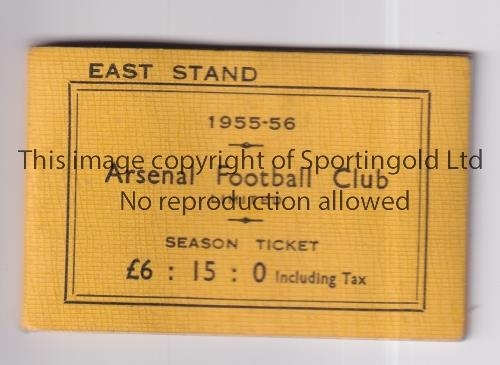 EAST STAND
1955-56
This image copyright of Sportingold Ltd
Arsenal Football Club
No reproduction allowed
LIMITED
SEASON TICKET
£6 : 15 : 0 Including Tax